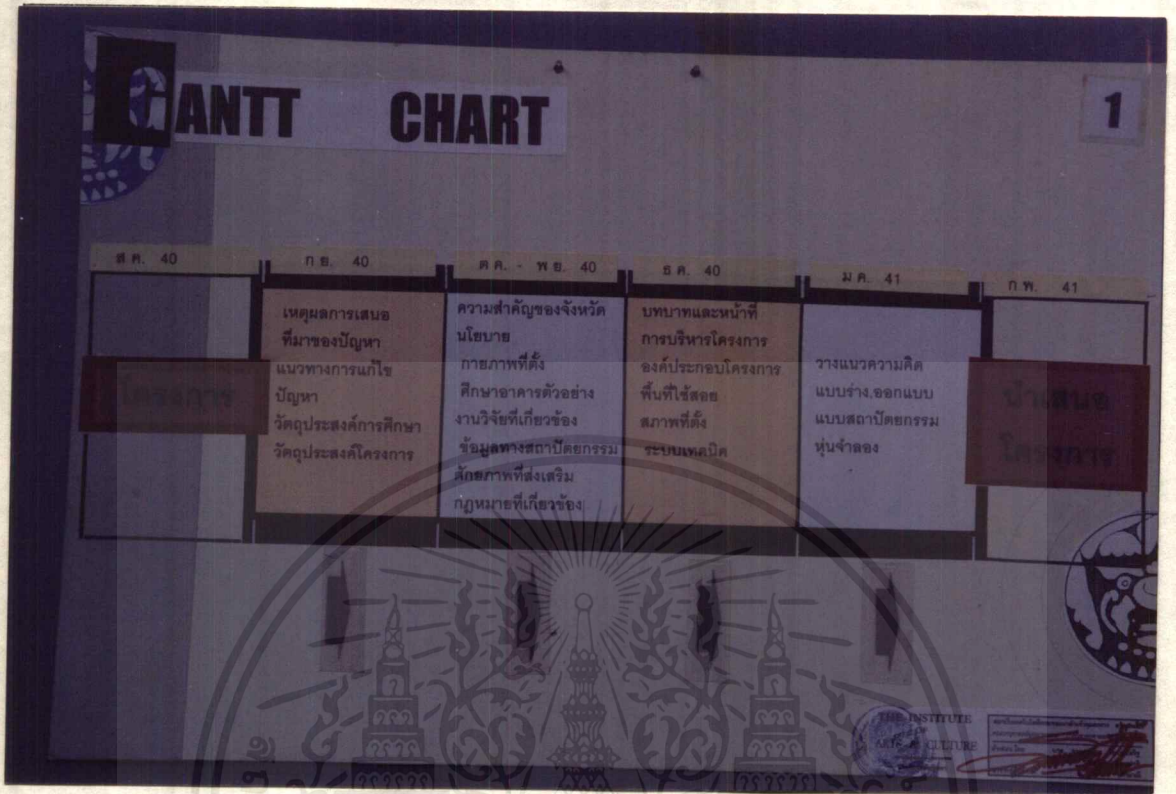 GANTT CHART
1
ส ค. 40
ก ย. 40
ต ค. - พ ย. 40
ธ ค. 40
ม ค. 41
ก พ. 41
โครงการ
เหตุผลการเสนอ
ที่มาของปัญหา
แนวทางการแก้ไข
ปัญหา
วัตถุประสงค์การศึกษา
วัตถุประสงค์โครงการ
ความสำคัญของจังหวัด
นโยบาย
กายภาพที่ตั้ง
ศึกษาอาคารตัวอย่าง
งานวิจัยที่เกี่ยวข้อง
ข้อมูลทางสถาปัตยกรรม
ศักยภาพที่ส่งเสริม
กฎหมายที่เกี่ยวข้อง
บทบาทและหน้าที่
การบริหารโครงการ
องค์ประกอบโครงการ
พื้นที่ใช้สอย
สภาพที่ตั้ง
ระบบเทคนิค
วางแนวความคิด
แบบร่าง,ออกแบบ
แบบสถาปัตยกรรม
หุ่นจำลอง
นำเสนอ
โครงการ
THE INSTITUTE
OF
ARTS & CULTURE